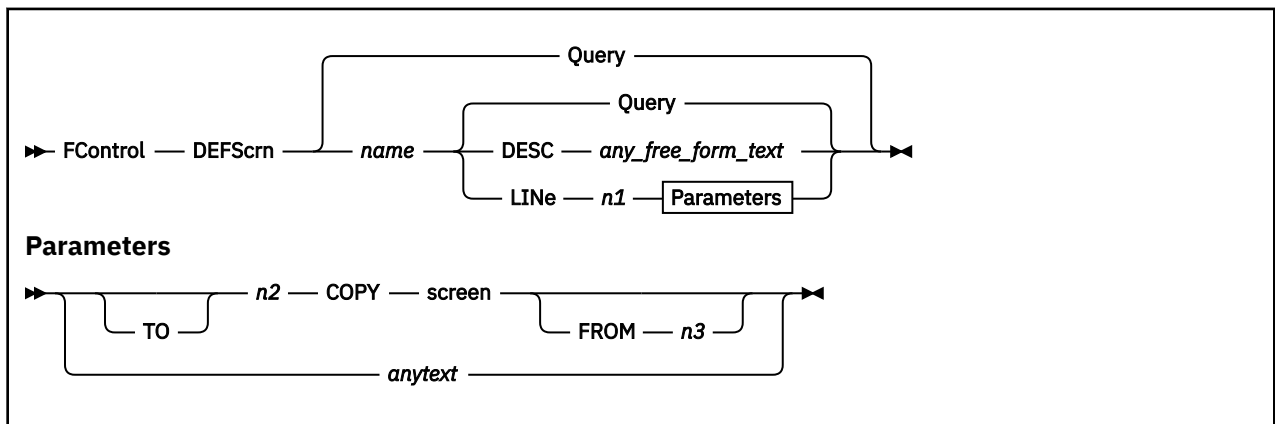 Query
Query
FControl DEFScrn name DESC any_free_form_text
LINe n1 Parameters
Parameters
n2 COPY screen
TO FROM n3
anytext